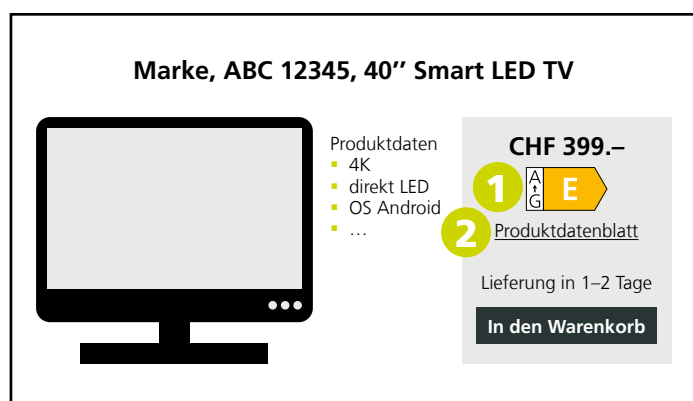 Marke, ABC 12345, 40’’ Smart LED TV
Produktdaten
4K
direkt LED
OS Android
…
CHF 399.–
1
A
G
E
2
Produktdatenblatt
Lieferung in 1–2 Tage
In den Warenkorb